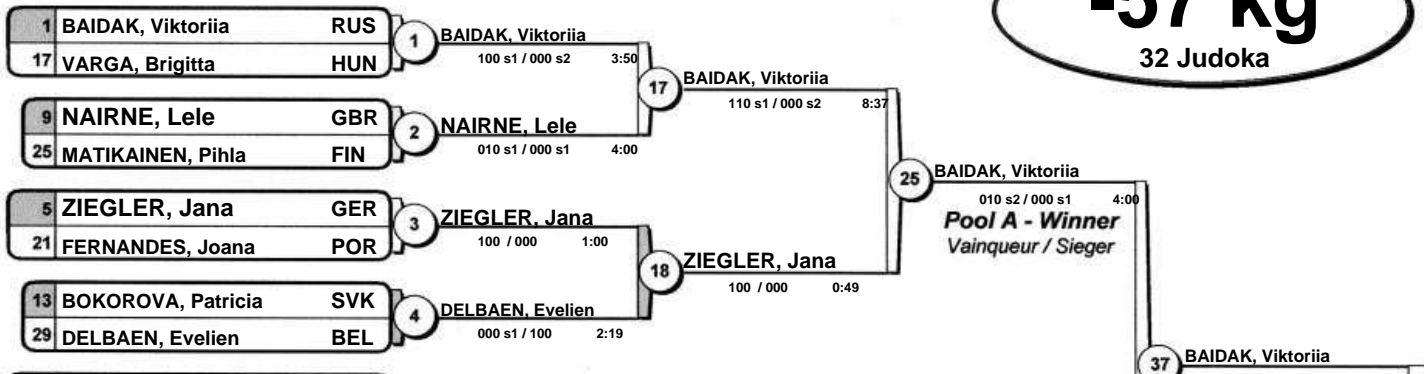 -57 kg
32 Judoka
1 BAIDAK, Viktoriia RUS
17 VARGA, Brigitta HUN
1
BAIDAK, Viktoriia
100 s1 / 000 s2 3:50
9 NAIRNE, Lele GBR
25 MATIKAINEN, Pihla FIN
2
NAIRNE, Lele
010 s1 / 000 s1 4:00
17
BAIDAK, Viktoriia
110 s1 / 000 s2 8:37
5 ZIEGLER, Jana GER
21 FERNANDES, Joana POR
3
ZIEGLER, Jana
100 / 000 1:00
13 BOKOROVA, Patricia SVK
29 DELBAEN, Evelien BEL
4
DELBAEN, Evelien
000 s1 / 100 2:19
18
ZIEGLER, Jana
100 / 000 0:49
25
BAIDAK, Viktoriia
010 s2 / 000 s1 4:00
Pool A - Winner
Vainqueur / Sieger
37
BAIDAK, Viktoriia